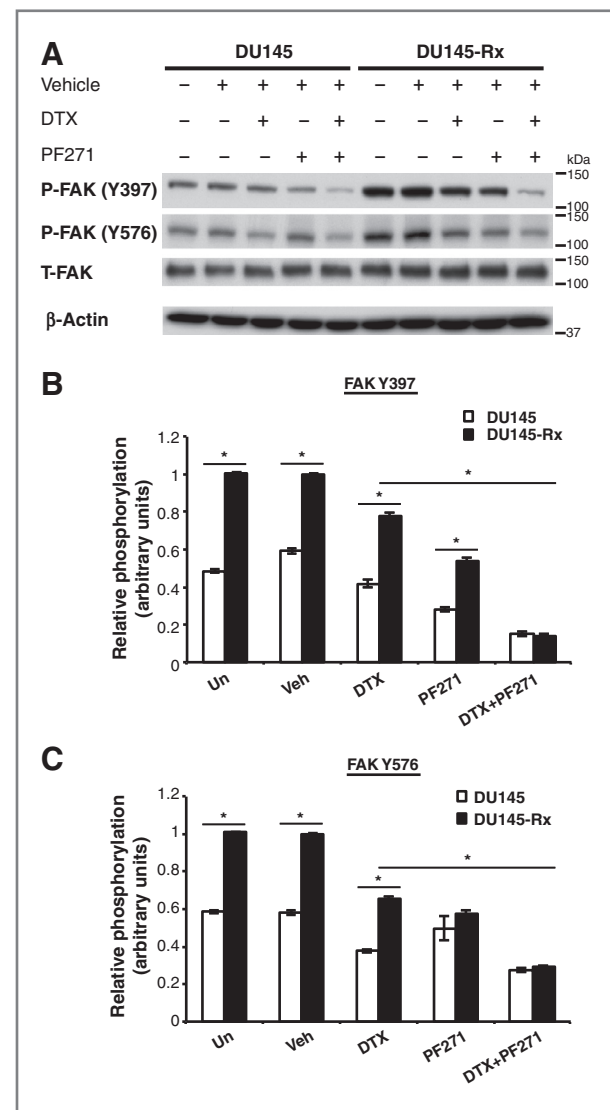 A
DU145 DU145-Rx
Vehicle − + + + + − + + + +
DTX − − + − + − − + − +
PF271 − − − + + − − − + +
kDa
P-FAK (Y397) 150
100
P-FAK (Y576) 150
100
T-FAK 150
100
β-Actin
37
B
FAK Y397
DU145
DU145-Rx
Relative phosphorylation
(arbitrary units)
1.2
1
0.8
0.6
0.4
0.2
0
* * * * *
Un Veh DTX PF271 DTX+PF271
C
FAK Y576
DU145
DU145-Rx
Relative phosphorylation
(arbitrary units)
1.2
1
0.8
0.6
0.4
0.2
0
* * * *
Un Veh DTX PF271 DTX+PF271